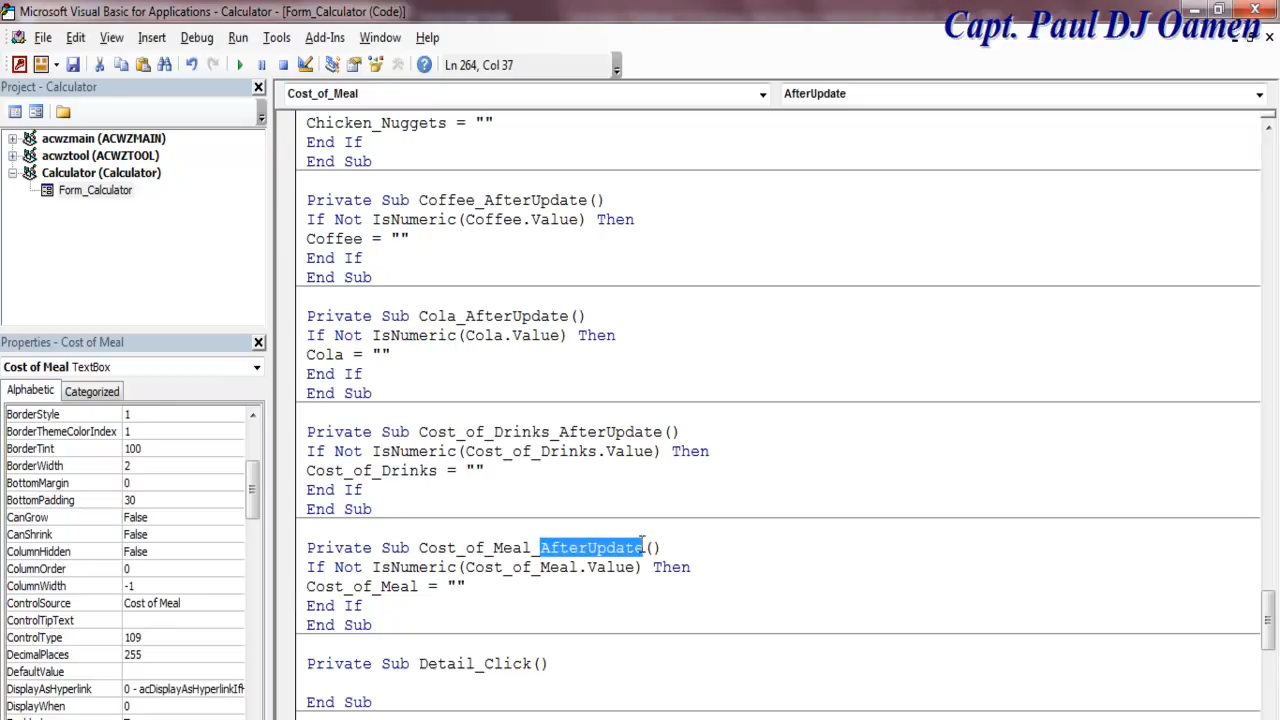 Microsoft Visual Basic for Applications - Calculator - [Form_Calculator (Code)]
Capt. Paul DJ Oamen
File Edit View Insert Debug Run Tools Add-Ins Window Help
Ln 264, Col 37
Project - Calculator
acwzmain (ACWZMAIN)
acwztool (ACWZTOOL)
Calculator (Calculator)
Form_Calculator
Properties - Cost of Meal
Cost of Meal TextBox
Alphabetic Categorized
BorderStyle 1
BorderThemeColorIndex 1
BorderTint 100
BorderWidth 2
BottomMargin 0
BottomPadding 30
CanGrow False
CanShrink False
ColumnHidden False
ColumnOrder 0
ColumnWidth -1
ControlSource Cost of Meal
ControlTipText
ControlType 109
DecimalPlaces 255
DefaultValue
DisplayAsHyperlink 0 - acDisplayAsHyperlinkIfH
DisplayWhen 0
Cost_of_Meal AfterUpdate
Chicken_Nuggets = ""
End If
End Sub
Private Sub Coffee_AfterUpdate()
If Not IsNumeric(Coffee.Value) Then
Coffee = ""
End If
End Sub
Private Sub Cola_AfterUpdate()
If Not IsNumeric(Cola.Value) Then
Cola = ""
End If
End Sub
Private Sub Cost_of_Drinks_AfterUpdate()
If Not IsNumeric(Cost_of_Drinks.Value) Then
Cost_of_Drinks = ""
End If
End Sub
Private Sub Cost_of_Meal_AfterUpdate()
If Not IsNumeric(Cost_of_Meal.Value) Then
Cost_of_Meal = ""
End If
End Sub
Private Sub Detail_Click()
End Sub